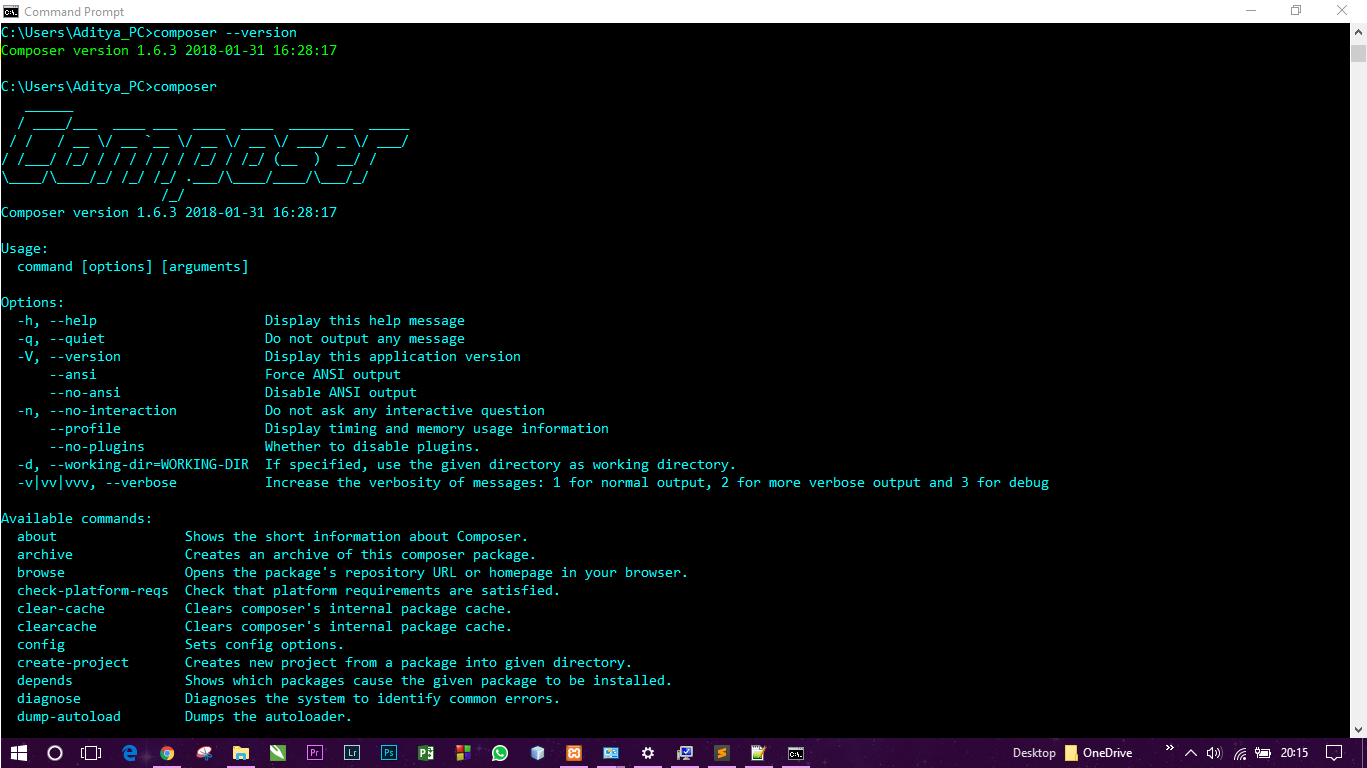 Command Prompt
C:\Users\Aditya_PC>composer --version
Composer version 1.6.3 2018-01-31 16:28:17
C:\Users\Aditya_PC>composer
Composer
Composer version 1.6.3 2018-01-31 16:28:17
Usage:
command [options] [arguments]
Options:
-h, --help Display this help message
-q, --quiet Do not output any message
-V, --version Display this application version
--ansi Force ANSI output
--no-ansi Disable ANSI output
-n, --no-interaction Do not ask any interactive question
--profile Display timing and memory usage information
--no-plugins Whether to disable plugins.
-d, --working-dir=WORKING-DIR If specified, use the given directory as working directory.
-v|vv|vvv, --verbose Increase the verbosity of messages: 1 for normal output, 2 for more verbose output and 3 for debug
Available commands:
about Shows the short information about Composer.
archive Creates an archive of this composer package.
browse Opens the package's repository URL or homepage in your browser.
check-platform-reqs Check that platform requirements are satisfied.
clear-cache Clears composer's internal package cache.
clearcache Clears composer's internal package cache.
config Sets config options.
create-project Creates new project from a package into given directory.
depends Shows which packages cause the given package to be installed.
diagnose Diagnoses the system to identify common errors.
dump-autoload Dumps the autoloader.
Pr Lr Ps Desktop OneDrive 20:15